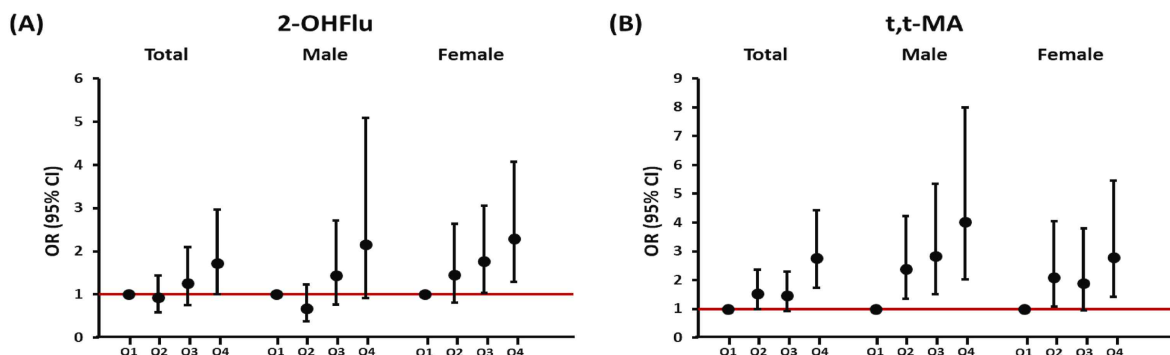 (A) 2-OHFlu
Total Male Female
OR (95% CI)
6
5
4
3
2
1
0
Q1 Q2 Q3 Q4 Q1 Q2 Q3 Q4 Q1 Q2 Q3 Q4
(B) t,t-MA
Total Male Female
OR (95% CI)
9
8
7
6
5
4
3
2
1
0
Q1 Q2 Q3 Q4 Q1 Q2 Q3 Q4 Q1 Q2 Q3 Q4